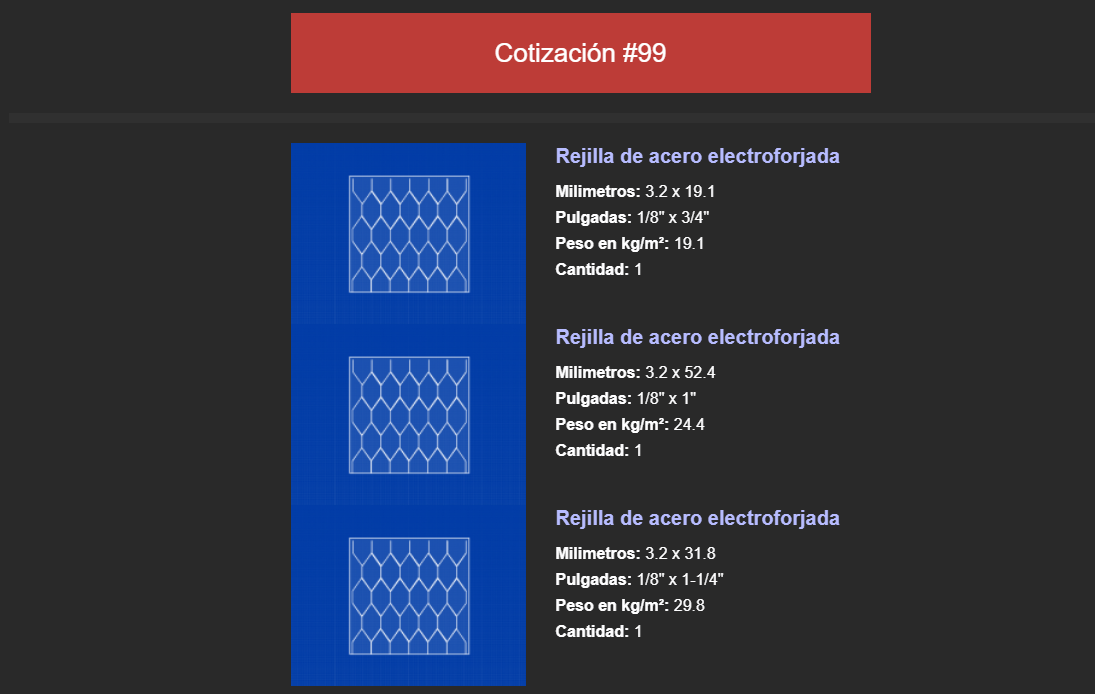 Cotización #99
Rejilla de acero electroforjada
Milimetros: 3.2 x 19.1
Pulgadas: 1/8" x 3/4"
Peso en kg/m²: 19.1
Cantidad: 1
Rejilla de acero electroforjada
Milimetros: 3.2 x 52.4
Pulgadas: 1/8" x 1"
Peso en kg/m²: 24.4
Cantidad: 1
Rejilla de acero electroforjada
Milimetros: 3.2 x 31.8
Pulgadas: 1/8" x 1-1/4"
Peso en kg/m²: 29.8
Cantidad: 1